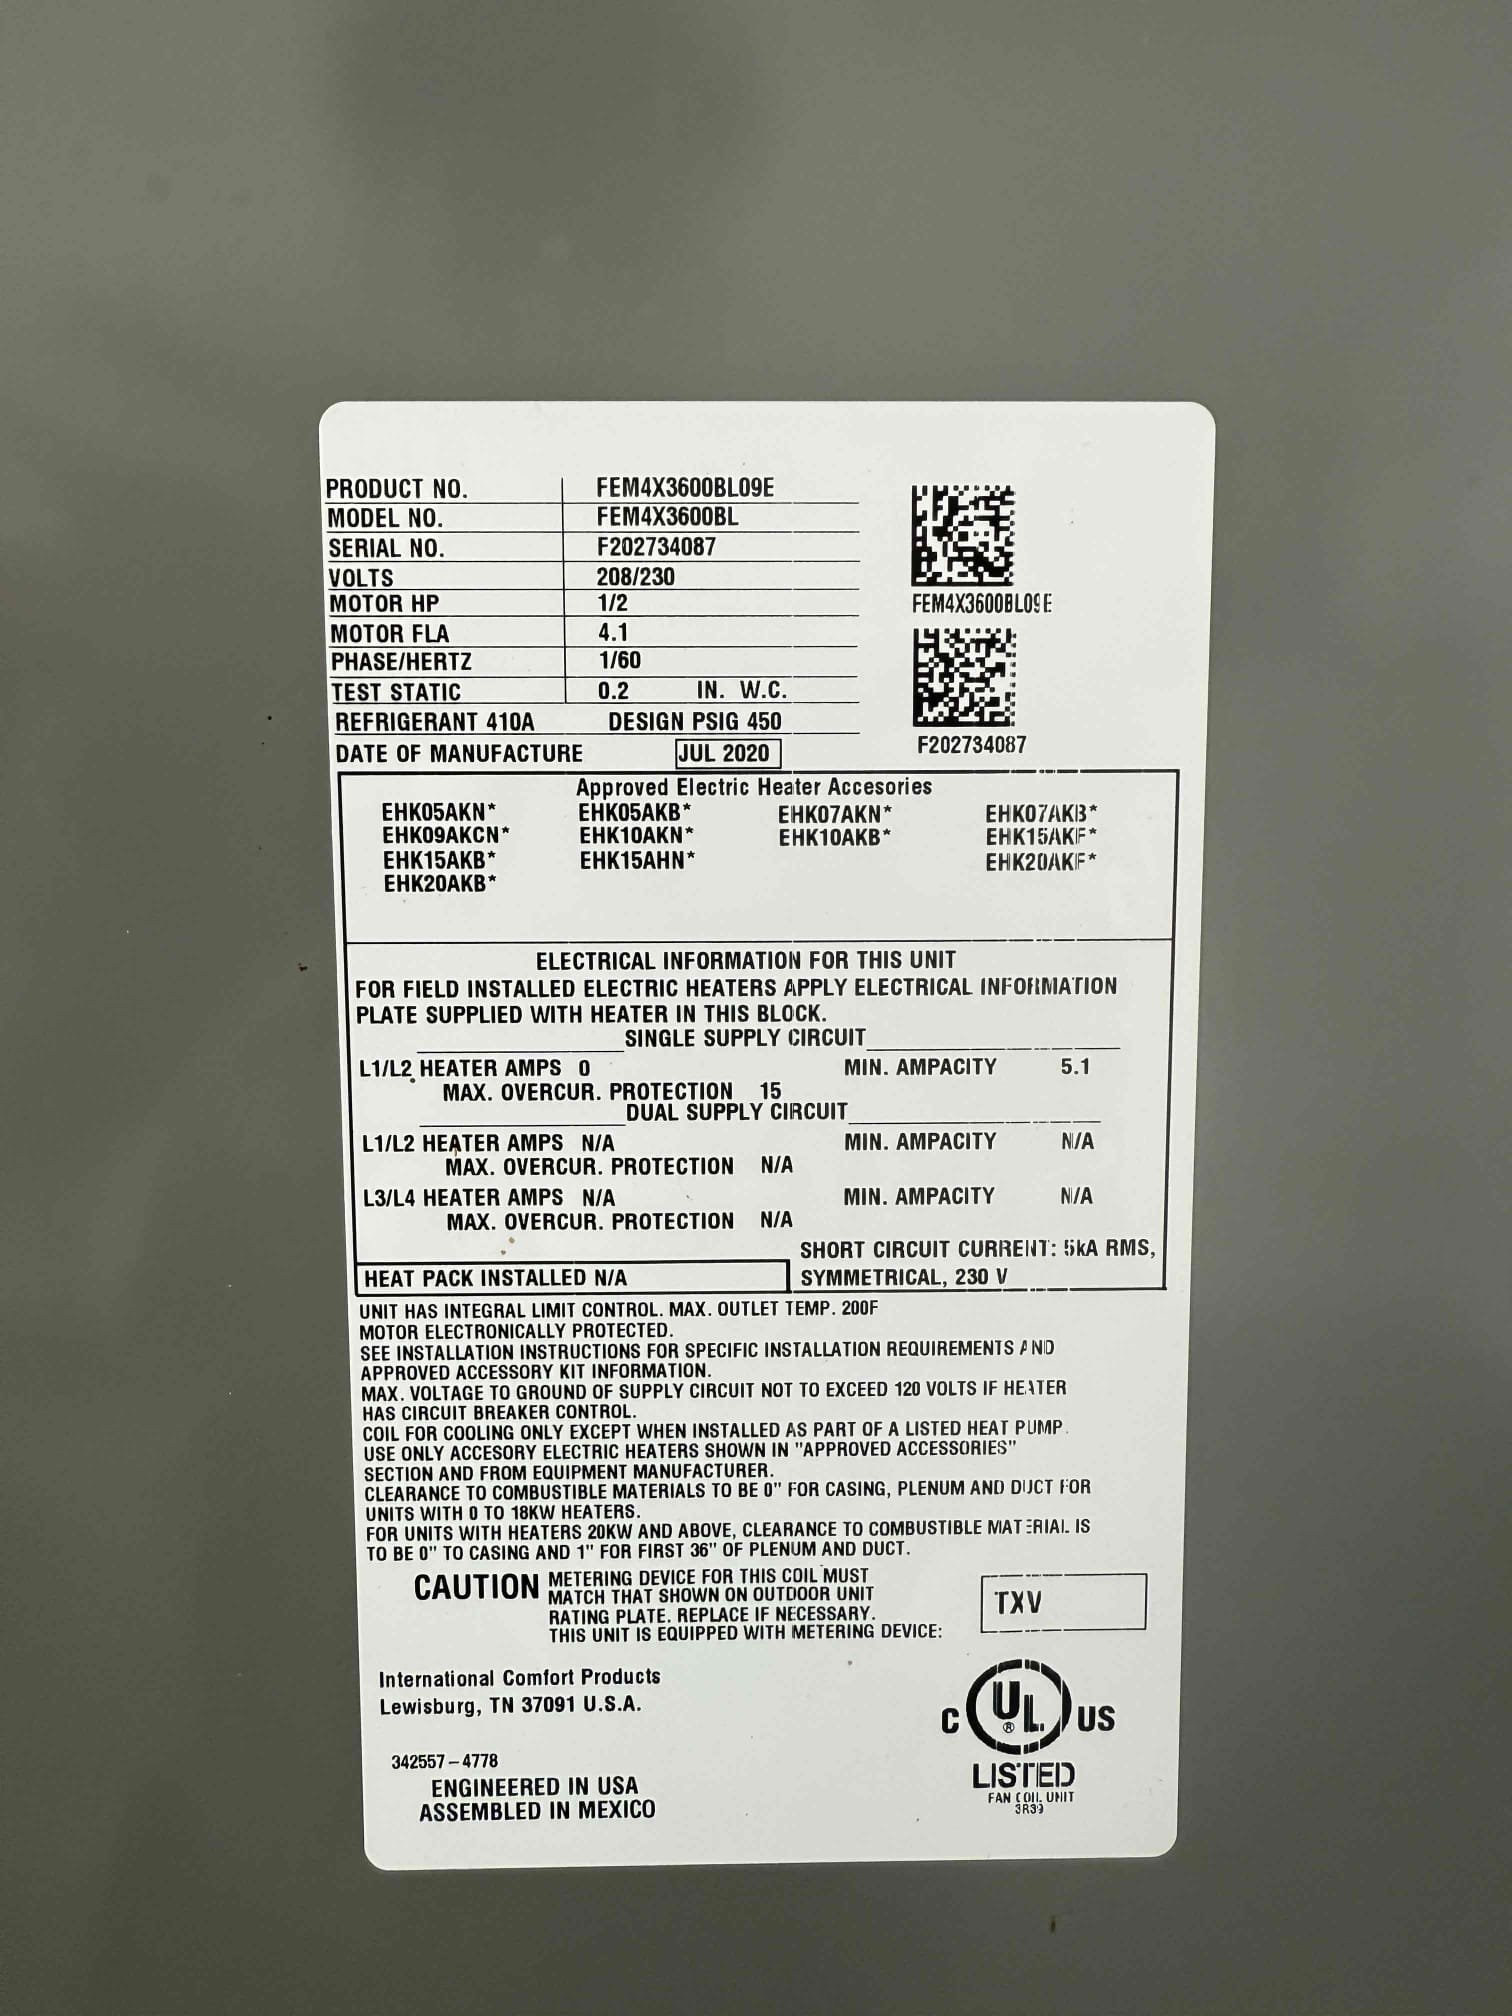 PRODUCT NO. FEM4X3600BL09E
MODEL NO. FEM4X3600BL
SERIAL NO. F202734087
VOLTS 208/230
MOTOR HP 1/2
MOTOR FLA 4.1
PHASE/HERTZ 1/60
TEST STATIC 0.2 IN. W.C.
REFRIGERANT 410A DESIGN PSIG 450
DATE OF MANUFACTURE JUL 2020
FEM4X3600BL09E
F202734087
Approved Electric Heater Accesories
EHK05AKN* EHK05AKB* EHK07AKN* EHK07AKB*
EHK09AKCN* EHK10AKN* EHK10AKB* EHK15AKF*
EHK15AKB* EHK15AHN* EHK20AKF*
EHK20AKB*
ELECTRICAL INFORMATION FOR THIS UNIT
FOR FIELD INSTALLED ELECTRIC HEATERS APPLY ELECTRICAL INFORMATION
PLATE SUPPLIED WITH HEATER IN THIS BLOCK.
SINGLE SUPPLY CIRCUIT
L1/L2 HEATER AMPS 0 MIN. AMPACITY 5.1
MAX. OVERCUR. PROTECTION 15
DUAL SUPPLY CIRCUIT
L1/L2 HEATER AMPS N/A MIN. AMPACITY N/A
MAX. OVERCUR. PROTECTION N/A
L3/L4 HEATER AMPS N/A MIN. AMPACITY N/A
MAX. OVERCUR. PROTECTION N/A
SHORT CIRCUIT CURRENT: 5kA RMS,
HEAT PACK INSTALLED N/A SYMMETRICAL, 230 V
UNIT HAS INTEGRAL LIMIT CONTROL. MAX. OUTLET TEMP. 200F
MOTOR ELECTRONICALLY PROTECTED.
SEE INSTALLATION INSTRUCTIONS FOR SPECIFIC INSTALLATION REQUIREMENTS AND
APPROVED ACCESSORY KIT INFORMATION.
MAX. VOLTAGE TO GROUND OF SUPPLY CIRCUIT NOT TO EXCEED 120 VOLTS IF HEATER
HAS CIRCUIT BREAKER CONTROL.
COIL FOR COOLING ONLY EXCEPT WHEN INSTALLED AS PART OF A LISTED HEAT PUMP.
USE ONLY ACCESORY ELECTRIC HEATERS SHOWN IN "APPROVED ACCESSORIES"
SECTION AND FROM EQUIPMENT MANUFACTURER.
CLEARANCE TO COMBUSTIBLE MATERIALS TO BE 0" FOR CASING, PLENUM AND DUCT FOR
UNITS WITH 0 TO 18KW HEATERS.
FOR UNITS WITH HEATERS 20KW AND ABOVE, CLEARANCE TO COMBUSTIBLE MATERIAL IS
TO BE 0" TO CASING AND 1" FOR FIRST 36" OF PLENUM AND DUCT.
CAUTION METERING DEVICE FOR THIS COIL MUST
MATCH THAT SHOWN ON OUTDOOR UNIT
RATING PLATE. REPLACE IF NECESSARY.
THIS UNIT IS EQUIPPED WITH METERING DEVICE:
TXV
International Comfort Products
Lewisburg, TN 37091 U.S.A.
342557-4778
ENGINEERED IN USA
ASSEMBLED IN MEXICO
C UL ® US
LISTED
FAN COIL UNIT
3R39